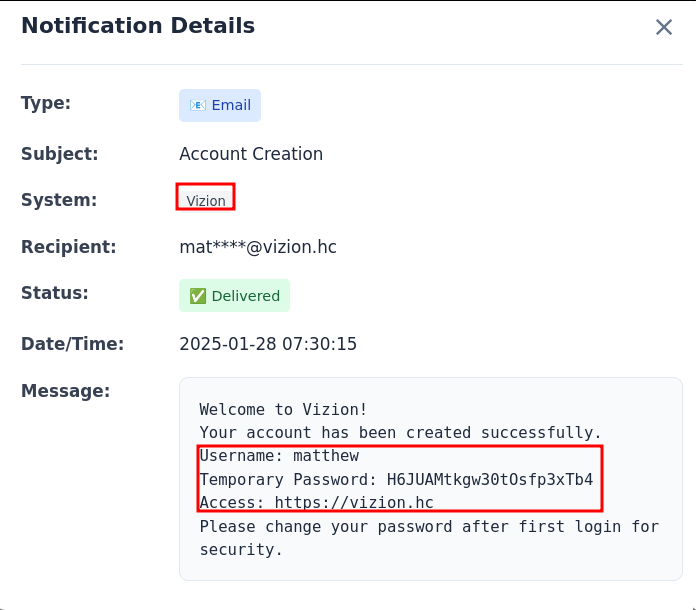 Notification Details
Type:
📧 Email
Subject:
Account Creation
System:
Vizion
Recipient:
mat****@vizion.hc
Status:
✅ Delivered
Date/Time:
2025-01-28 07:30:15
Message:
Welcome to Vizion!
Your account has been created successfully.
Username: matthew
Temporary Password: H6JUAMtkgw30tOsfp3xTb4
Access: https://vizion.hc
Please change your password after first login for
security.